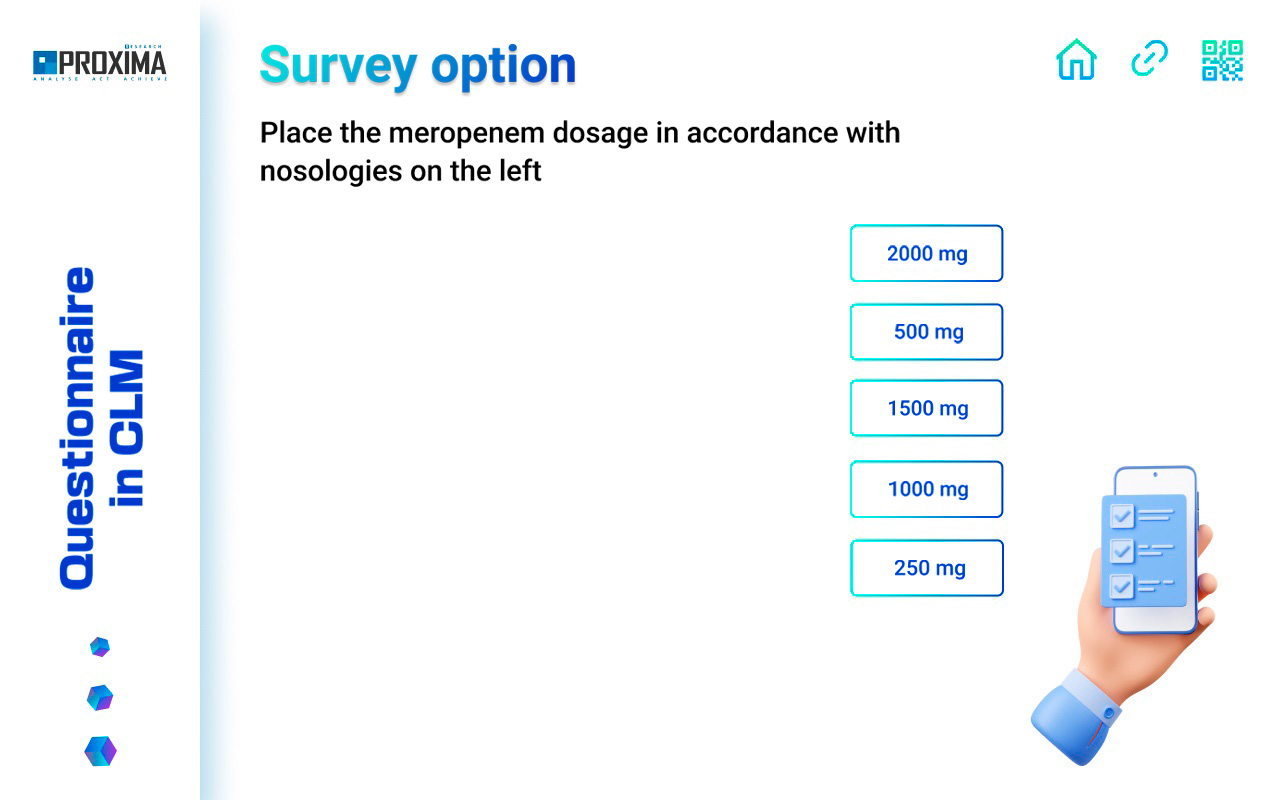 RESEARCH
PROXIMA
ANALYSE ACT ACHIEVE
Questionnaire
in CLM
Survey option
Place the meropenem dosage in accordance with
nosologies on the left
2000 mg
500 mg
1500 mg
1000 mg
250 mg